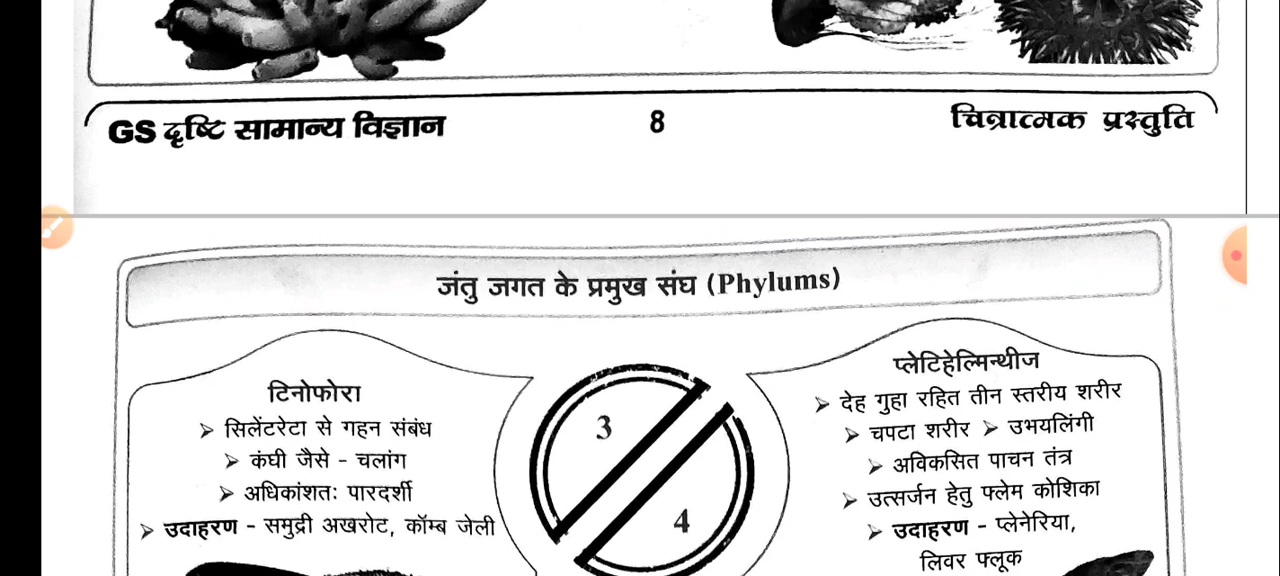 GS दृष्टि सामान्य विज्ञान
8
चित्रात्मक प्रस्तुति
जंतु जगत के प्रमुख संघ (Phylums)
टिनोफोरा
➤ सिलेंटरेटा से गहन संबंध
➤ कंघी जैसे - चलांग
➤ अधिकांशतः पारदर्शी
➤ उदाहरण - समुद्री अखरोट, कॉम्ब जेली
3
4
प्लेटिहेल्मिन्थीज
➤ देह गुहा रहित तीन स्तरीय शरीर
➤ चपटा शरीर ➤ उभयलिंगी
➤ अविकसित पाचन तंत्र
➤ उत्सर्जन हेतु फ्लेम कोशिका
➤ उदाहरण - प्लेनेरिया,
लिवर फ्लूक